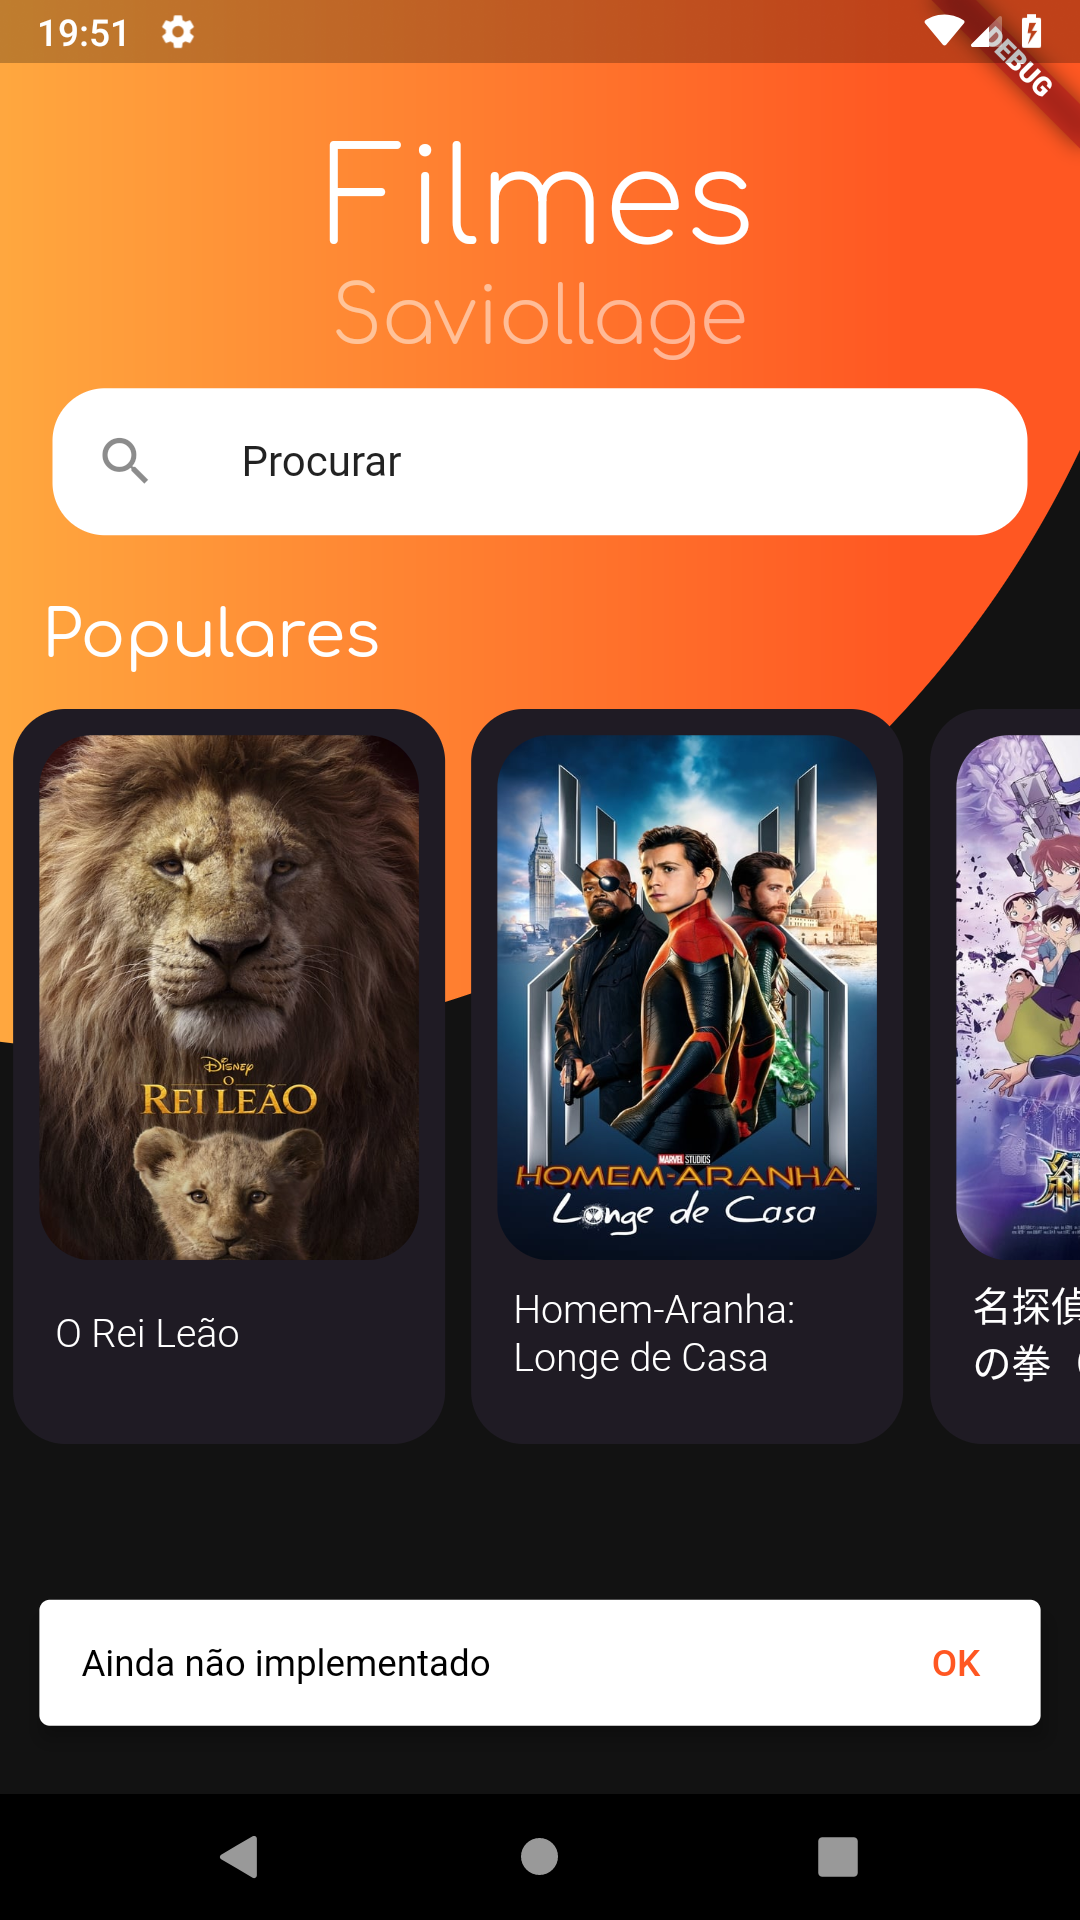 19:51
DEBUG
Filmes
Saviollage
Procurar
Populares
Disney
O
REI LEÃO
MARVEL STUDIOS
HOMEM-ARANHA
Longe de Casa
O Rei Leão
Homem-Aranha:
Longe de Casa
名探偵
の拳
Ainda não implementado
OK